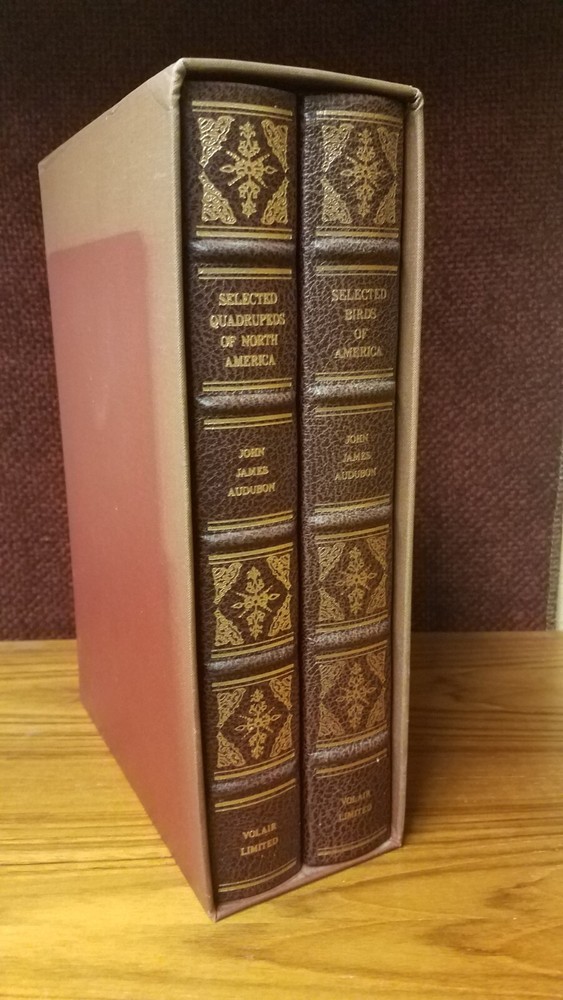 SELECTED
QUADRUPEDS
OF NORTH
AMERICA
JOHN
JAMES
AUDUBON
VOLAIR
LIMITED
SELECTED
BIRDS
OF
AMERICA
JOHN
JAMES
AUDUBON
VOLAIR
LIMITED